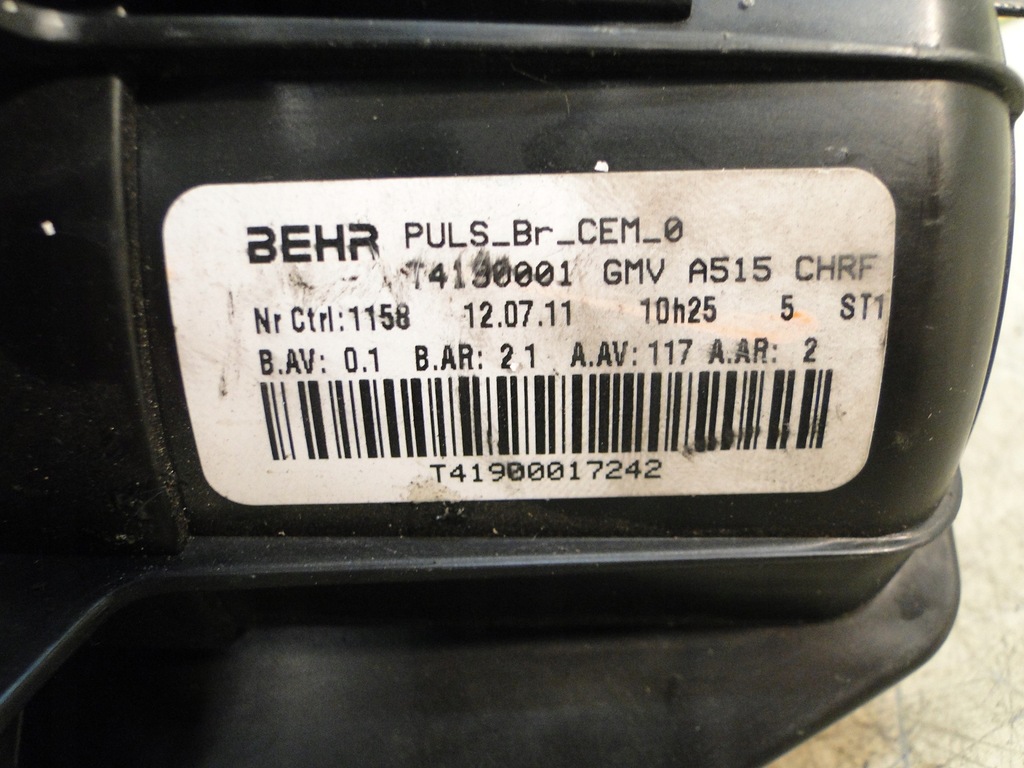 BEHR PULS_Br_CEM_0
T4190001 GMV A515 CHRF
Nr Ctrl:1158 12.07.11 10h25 5 ST1
B.AV: 0.1 B.AR: 2.1 A.AV: 117 A.AR: 2
T41900017242